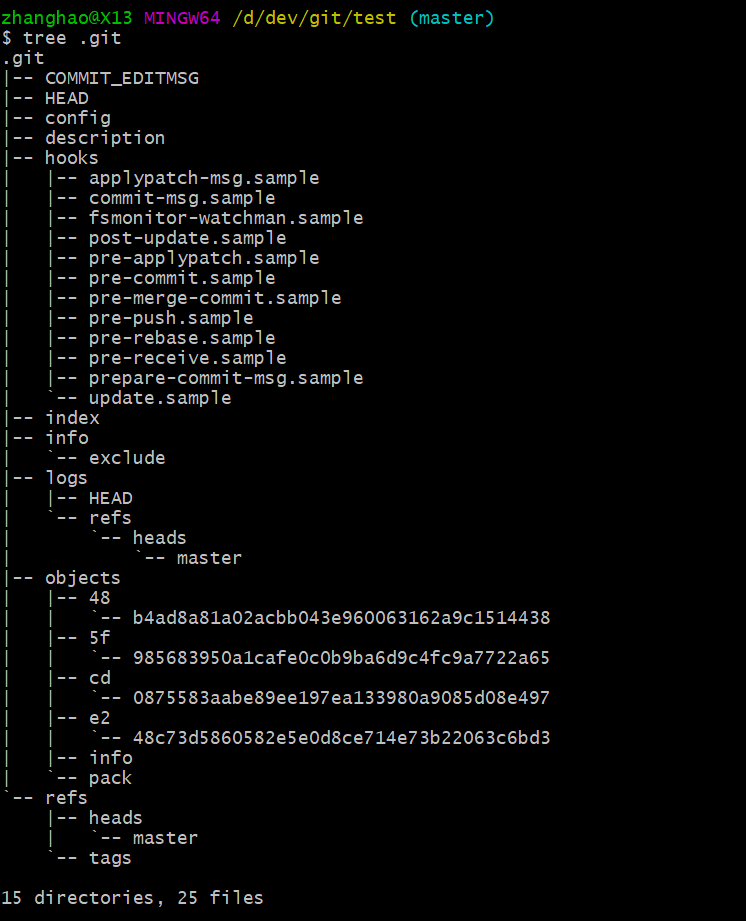 zhanghao@X13 MINGW64 /d/dev/git/test (master)
$ tree .git
.git
|-- COMMIT_EDITMSG
|-- HEAD
|-- config
|-- description
|-- hooks
|   |-- applypatch-msg.sample
|   |-- commit-msg.sample
|   |-- fsmonitor-watchman.sample
|   |-- post-update.sample
|   |-- pre-applypatch.sample
|   |-- pre-commit.sample
|   |-- pre-merge-commit.sample
|   |-- pre-push.sample
|   |-- pre-rebase.sample
|   |-- pre-receive.sample
|   |-- prepare-commit-msg.sample
|   `-- update.sample
|-- index
|-- info
|   `-- exclude
|-- logs
|   |-- HEAD
|   `-- refs
|       `-- heads
|           `-- master
|-- objects
|   |-- 48
|   |   `-- b4ad8a81a02acbb043e960063162a9c1514438
|   |-- 5f
|   |   `-- 985683950a1cafe0c0b9ba6d9c4fc9a7722a65
|   |-- cd
|   |   `-- 0875583aabe89ee197ea133980a9085d08e497
|   |-- e2
|   |   `-- 48c73d5860582e5e0d8ce714e73b22063c6bd3
|   |-- info
|   `-- pack
`-- refs
    |-- heads
    |   `-- master
    `-- tags

15 directories, 25 files